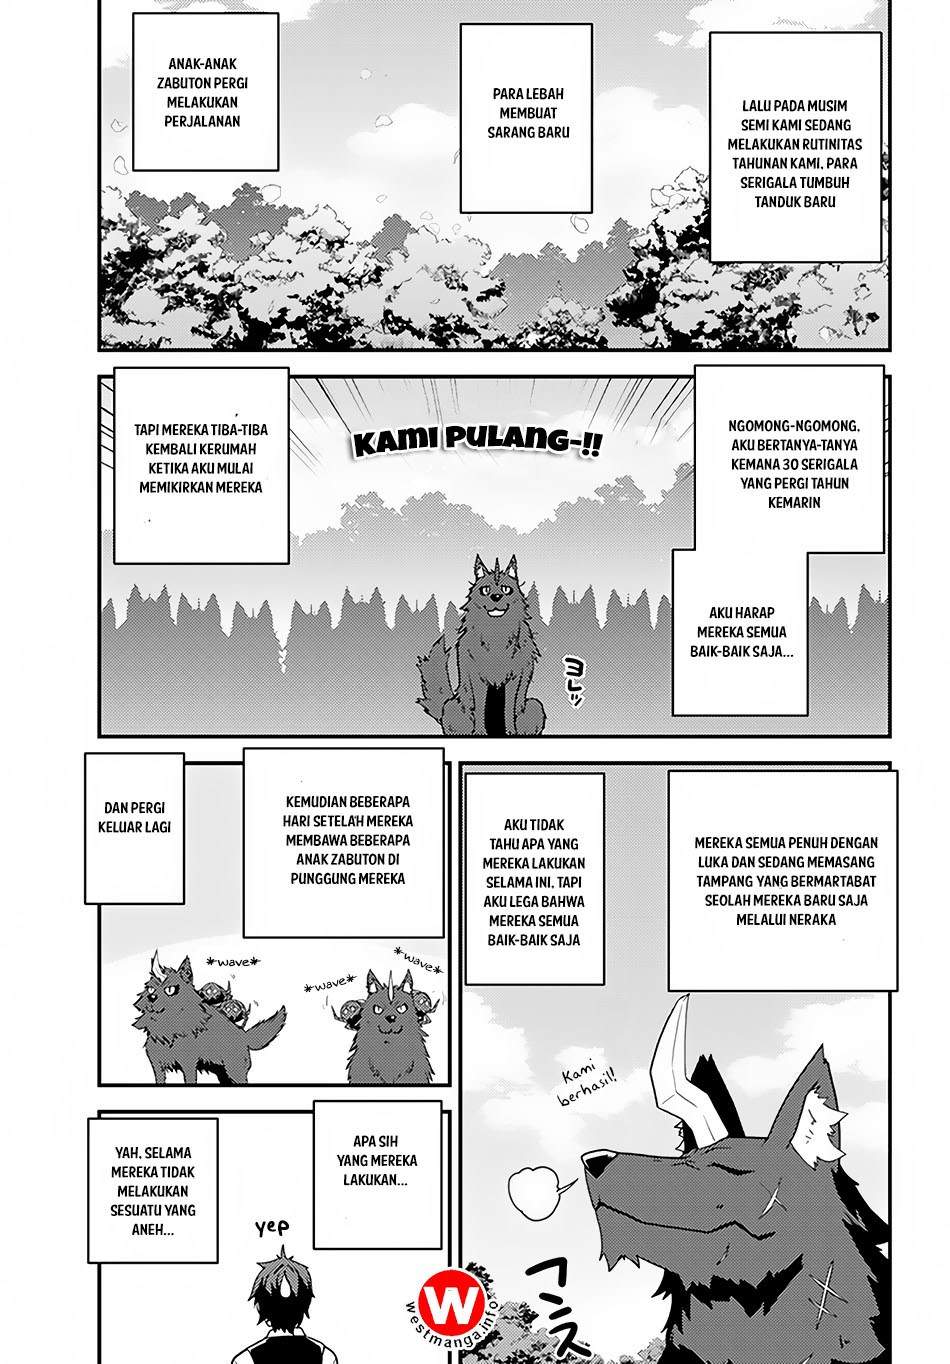 LALU PADA MUSIM
SEMI KAMI SEDANG
MELAKUKAN RUTINITAS
TAHUNAN KAMI, PARA
SERIGALA TUMBUH
TANDUK BARU
PARA LEBAH
MEMBUAT
SARANG BARU
ANAK-ANAK
ZABUTON PERGI
MELAKUKAN
PERJALANAN
NGOMONG-NGOMONG,
AKU BERTANYA-TANYA
KEMANA 30 SERIGALA
YANG PERGI TAHUN
KEMARIN
AKU HARAP
MEREKA SEMUA
BAIK-BAIK SAJA...
KAMI PULANG-!!
TAPI MEREKA TIBA-TIBA
KEMBALI KERUMAH
KETIKA AKU MULAI
MEMIKIRKAN MEREKA
ヨレッ
MEREKA SEMUA PENUH DENGAN
LUKA DAN SEDANG MEMASANG
TAMPANG YANG BERMARTABAT
SEOLAH MEREKA BARU SAJA
MELALUI NERAKA
AKU TIDAK
TAHU APA YANG
MEREKA LAKUKAN
SELAMA INI, TAPI
AKU LEGA BAHWA
MEREKA SEMUA
BAIK-BAIK SAJA
Kami
berhasil!
フンス
KEMUDIAN BEBERAPA
HARI SETELAH MEREKA
MEMBAWA BEBERAPA
ANAK ZABUTON DI
PUNGGUNG MEREKA
DAN PERGI
KELUAR LAGI
*wave*
*wave*
*wave*
APA SIH
YANG MEREKA
LAKUKAN...
YAH, SELAMA
MEREKA TIDAK
MELAKUKAN
SESUATU YANG
ANEH...
yep
W
westmanga.info